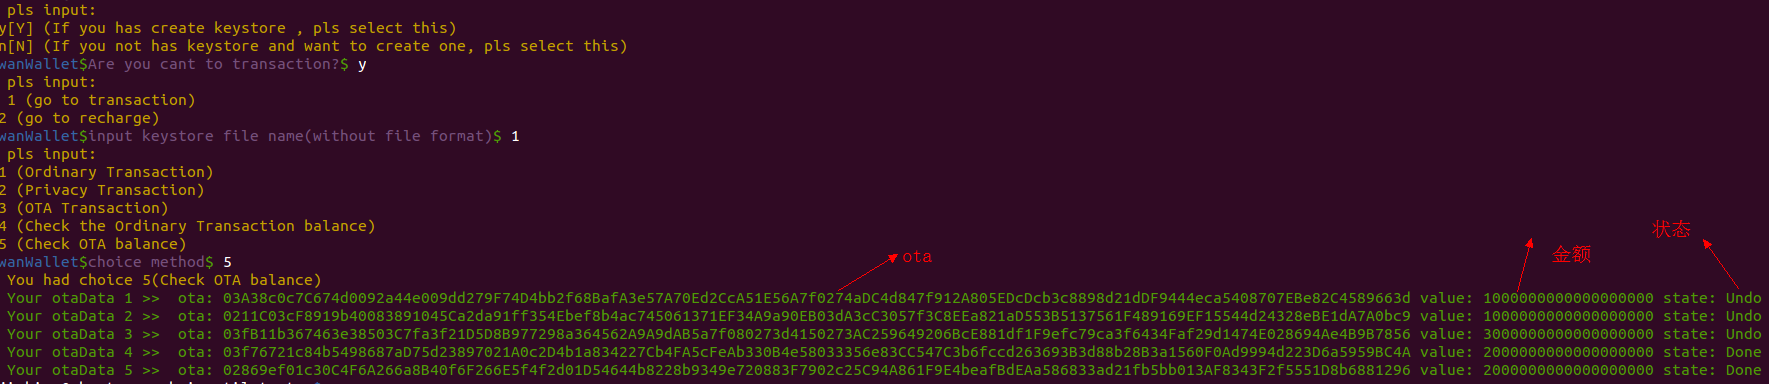 pls input:
y[Y] (If you has create keystore , pls select this)
n[N] (If you not has keystore and want to create one, pls select this)
wanWallet$Are you cant to transaction?$ y
pls input:
1 (go to transaction)
2 (go to recharge)
wanWallet$input keystore file name(without file format)$ 1
pls input:
1 (Ordinary Transaction)
2 (Privacy Transaction)
3 (OTA Transaction)
4 (Check the Ordinary Transaction balance)
状态
5 (Check OTA balance)
ota
金额
wanWallet$choice method$ 5
You had choice 5(Check OTA balance)
Your otaData 1 >>  ota: 03A38c0c7C674d0092a44e009dd279F74D4bb2f68BafA3e57A70Ed2CcA51E56A7f0274aDC4d847f912A805EDcDcb3c8898d21dDF9444eca5408707EBe82C4589663d value: 1000000000000000000 state: Undo
Your otaData 2 >>  ota: 0211C03cF8919b40083891045Ca2da91ff354Ebef8b4ac745061371EF34A9a90EB03dA3cC3057f3C8EEa821aD553B5137561F489169EF15544d24328eBE1dA7A0bc9 value: 1000000000000000000 state: Undo
Your otaData 3 >>  ota: 03fB11b367463e38503C7fa3f21D5D8B977298a364562A9A9dAB5a7f080273d4150273AC259649206BcE881df1F9efc79ca3f6434Faf29d1474E028694Ae4B9B7856 value: 3000000000000000000 state: Undo
Your otaData 4 >>  ota: 03f76721c84b5498687aD75d23897021A0c2D4b1a834227Cb4FA5cFeAb330B4e58033356e83CC547C3b6fccd263693B3d88b28B3a1560F0Ad9994d223D6a5959BC4A value: 2000000000000000000 state: Done
Your otaData 5 >>  ota: 02869ef01c30C4F6A266a8B40f6F266E5f4f2d01D54644b8228b9349e720883F7902c25C94A861F9E4beafBdEAa586833ad21fb5bb013AF8343F2f5551D8b6881296 value: 2000000000000000000 state: Done